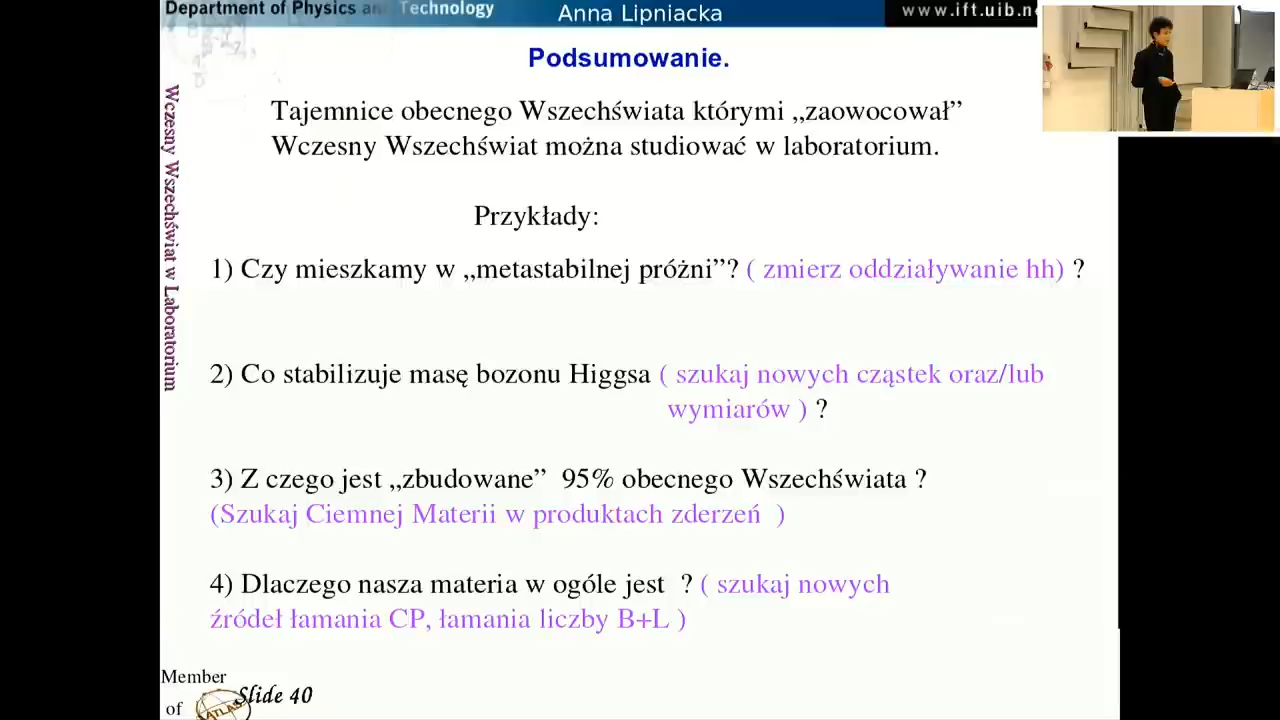 Department of Physics an Technology
Anna Lipniacka
www.ift.uib.n
Podsumowanie.
Wczesny Wszechświat w Laboratorium
Tajemnice obecnego Wszechświata którymi „zaowocował”
Wczesny Wszechświat można studiować w laboratorium.
Przykłady:
1) Czy mieszkamy w „metastabilnej próżni”? ( zmierz oddziaływanie hh) ?
2) Co stabilizuje masę bozonu Higgsa ( szukaj nowych cząstek oraz/lub
wymiarów ) ?
3) Z czego jest „zbudowane” 95% obecnego Wszechświata ?
(Szukaj Ciemnej Materii w produktach zderzeń )
4) Dlaczego nasza materia w ogóle jest ? ( szukaj nowych
źródeł łamania CP, łamania liczby B+L )
Member
of
ATLAS
Slide 40